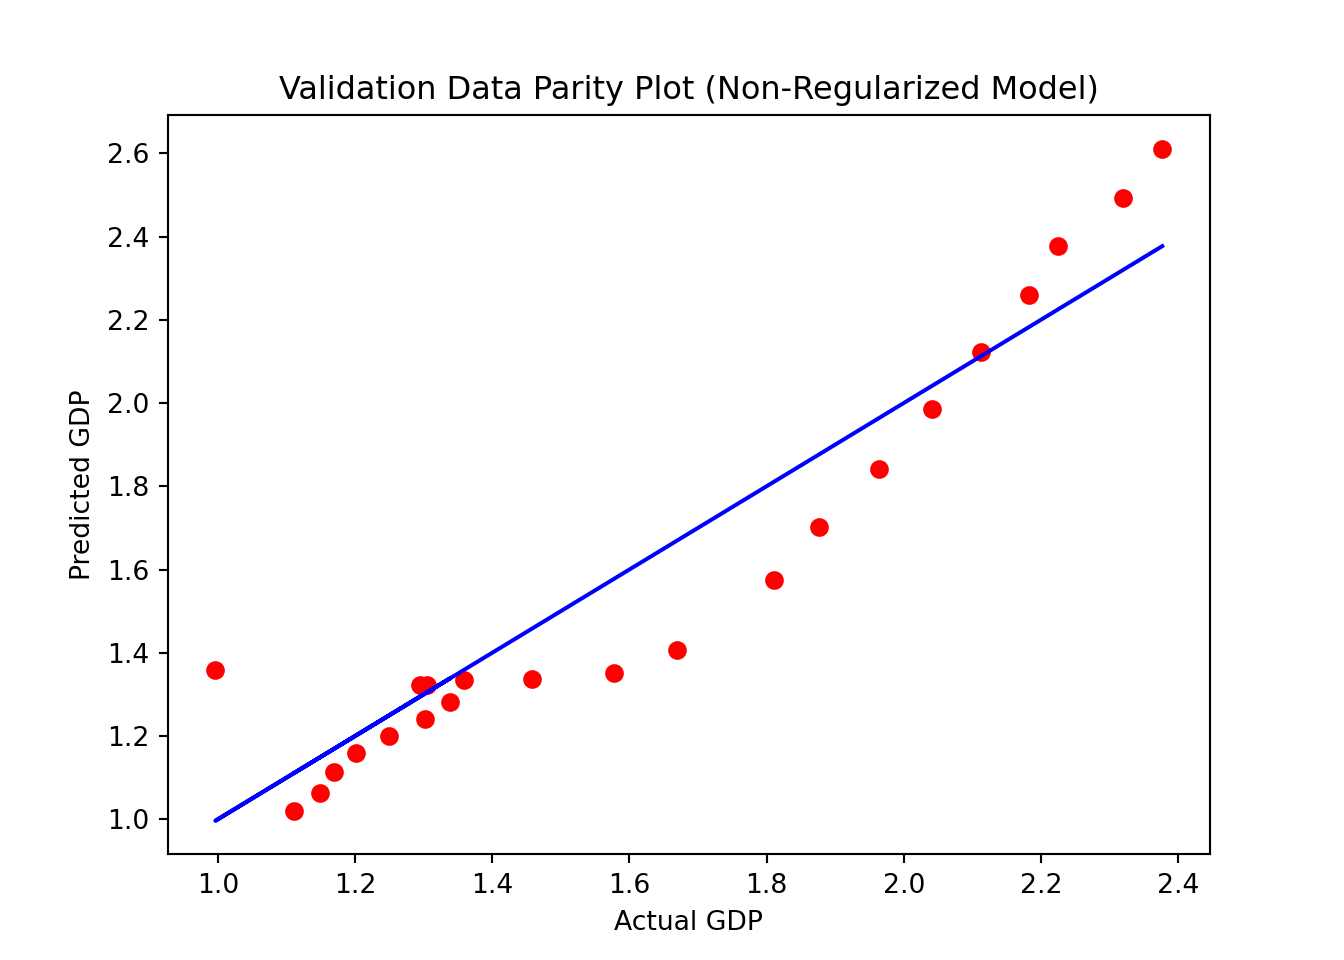 Validation Data Parity Plot (Non-Regularized Model)
2.6
2.4
2.2
2.0
1.8
1.6
1.4
1.2
1.0
Predicted GDP
1.0 1.2 1.4 1.6 1.8 2.0 2.2 2.4
Actual GDP